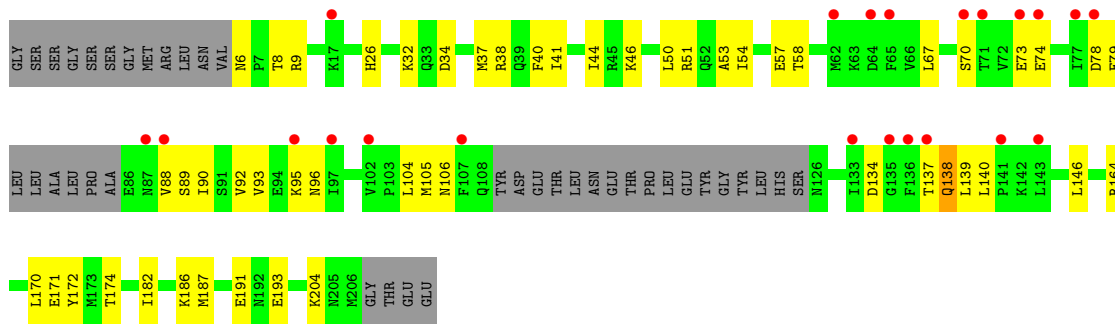 GLY SER SER GLY SER SER GLY MET ARG LEU ASN VAL N6 P7 T8 R9 K17 H26 K32 Q33 D34 M37 R38 Q39 F40 I41 I44 R45 K46 L50 R51 Q52 A53 I54 E57 T58 M62 K63 D64 F65 V66 L67 S70 T71 V72 E73 E74 I77 D78 E79
LEU LEU ALA LEU PRO ALA E86 N87 V88 S89 I90 S91 V92 V93 E94 K95 N96 I97 V102 P103 L104 M105 N106 F107 Q108 TYR ASP GLU THR LEU ASN GLU THR PRO LEU GLU TYR GLY TYR LEU HIS SER N126 I133 D134 G135 F136 T137 Q138 L139 L140 P141 K142 L143 L146
L170 E171 Y172 M173 T174 I182 K186 M187 E191 N192 E193 K204 N205 M206 GLY THR GLU GLU